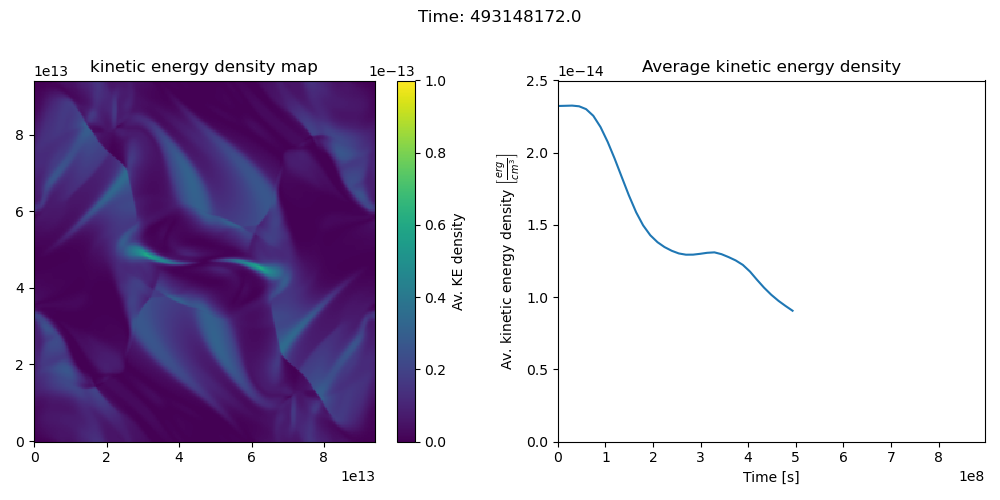 Time: 493148172.0
kinetic energy density map
1e13
1e−13
8
6
4
2
0
0 2 4 6 8
1e13
1.0
0.8
0.6
0.4
0.2
0.0
Av. KE density
Average kinetic energy density
1e−14
2.5
2.0
1.5
1.0
0.5
0.0
Av. kinetic energy density [erg/cm³]
0 1 2 3 4 5 6 7 8
Time [s]
1e8